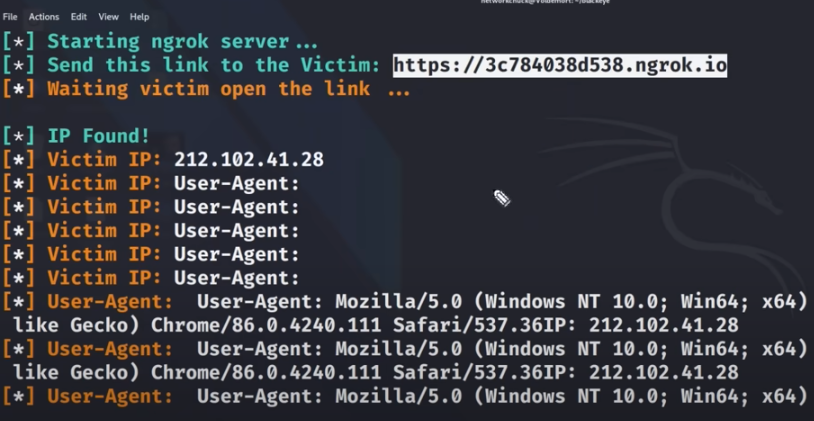 File Actions Edit View Help
[*] Starting ngrok server...
[*] Send this link to the Victim: https://3c784038d538.ngrok.io
[*] Waiting victim open the link ...
[*] IP Found!
[*] Victim IP: 212.102.41.28
[*] Victim IP: User-Agent:
[*] Victim IP: User-Agent:
[*] Victim IP: User-Agent:
[*] Victim IP: User-Agent:
[*] Victim IP: User-Agent:
[*] User-Agent:  User-Agent: Mozilla/5.0 (Windows NT 10.0; Win64; x64)
like Gecko) Chrome/86.0.4240.111 Safari/537.36IP: 212.102.41.28
[*] User-Agent:  User-Agent: Mozilla/5.0 (Windows NT 10.0; Win64; x64)
like Gecko) Chrome/86.0.4240.111 Safari/537.36IP: 212.102.41.28
[*] User-Agent:  User-Agent: Mozilla/5.0 (Windows NT 10.0; Win64; x64)